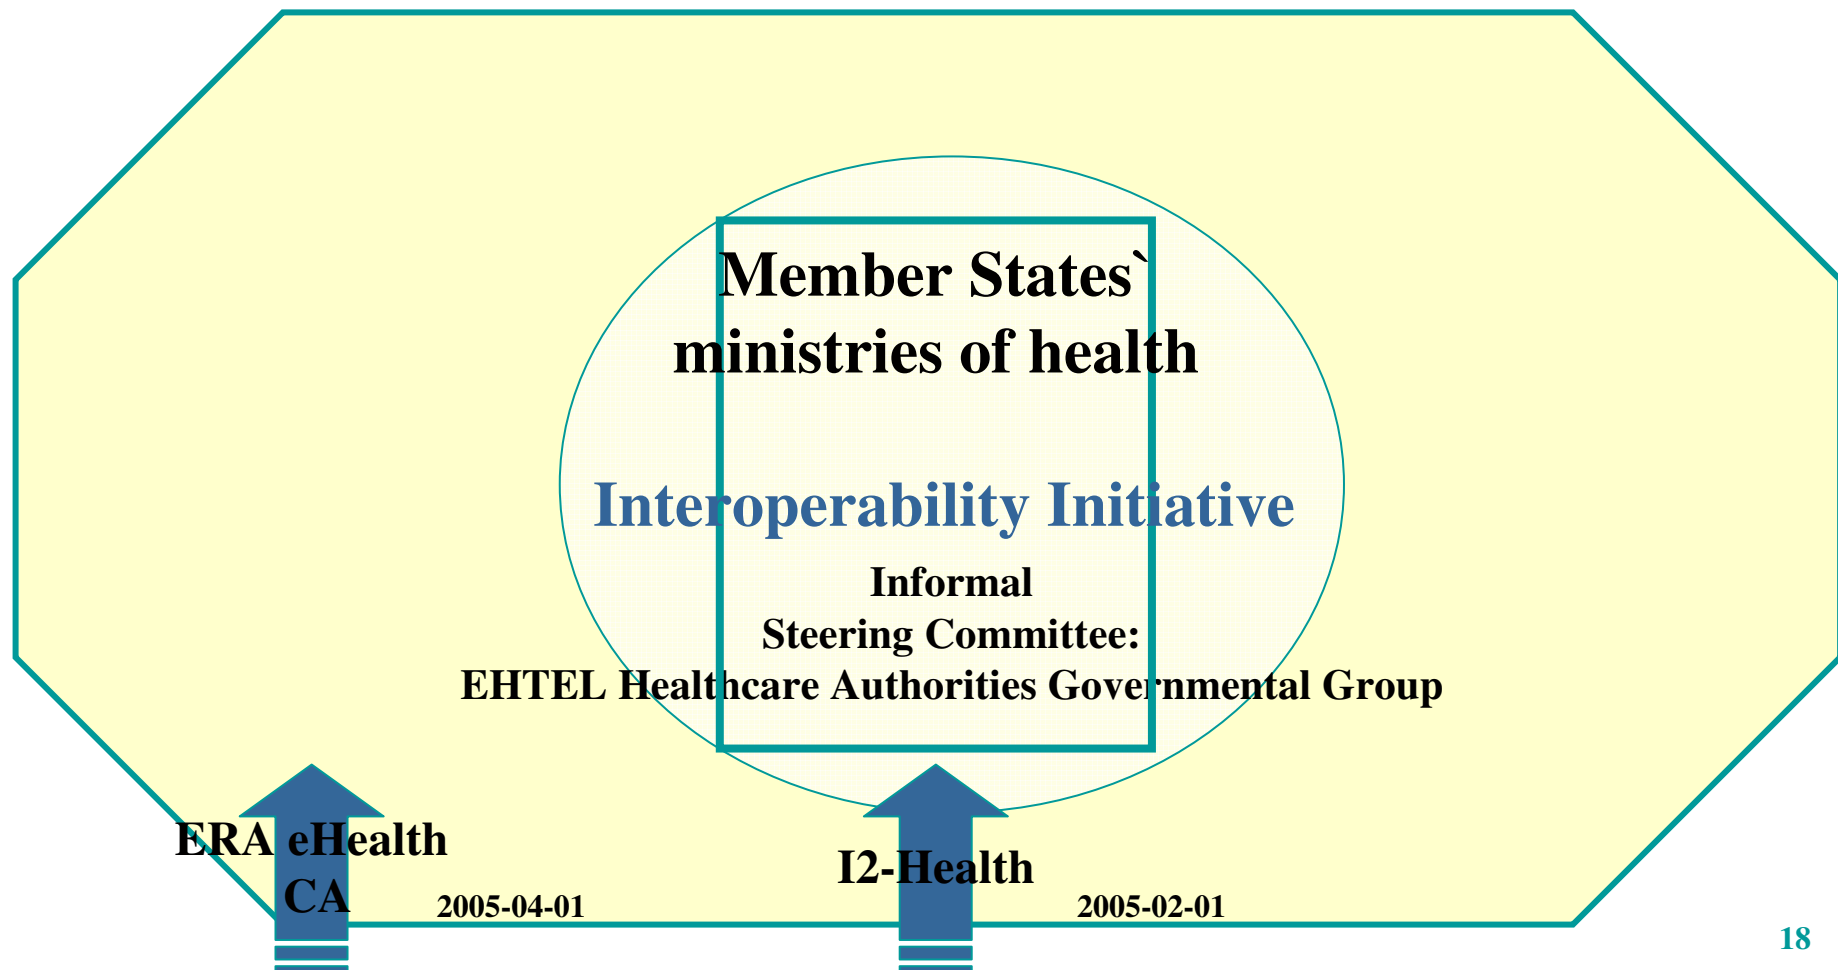 Member States`
ministries of health
Interoperability Initiative
Informal
Steering Committee:
EHTEL Healthcare Authorities Governmental Group
ERA eHealth
CA
2005-04-01
I2-Health
2005-02-01
18